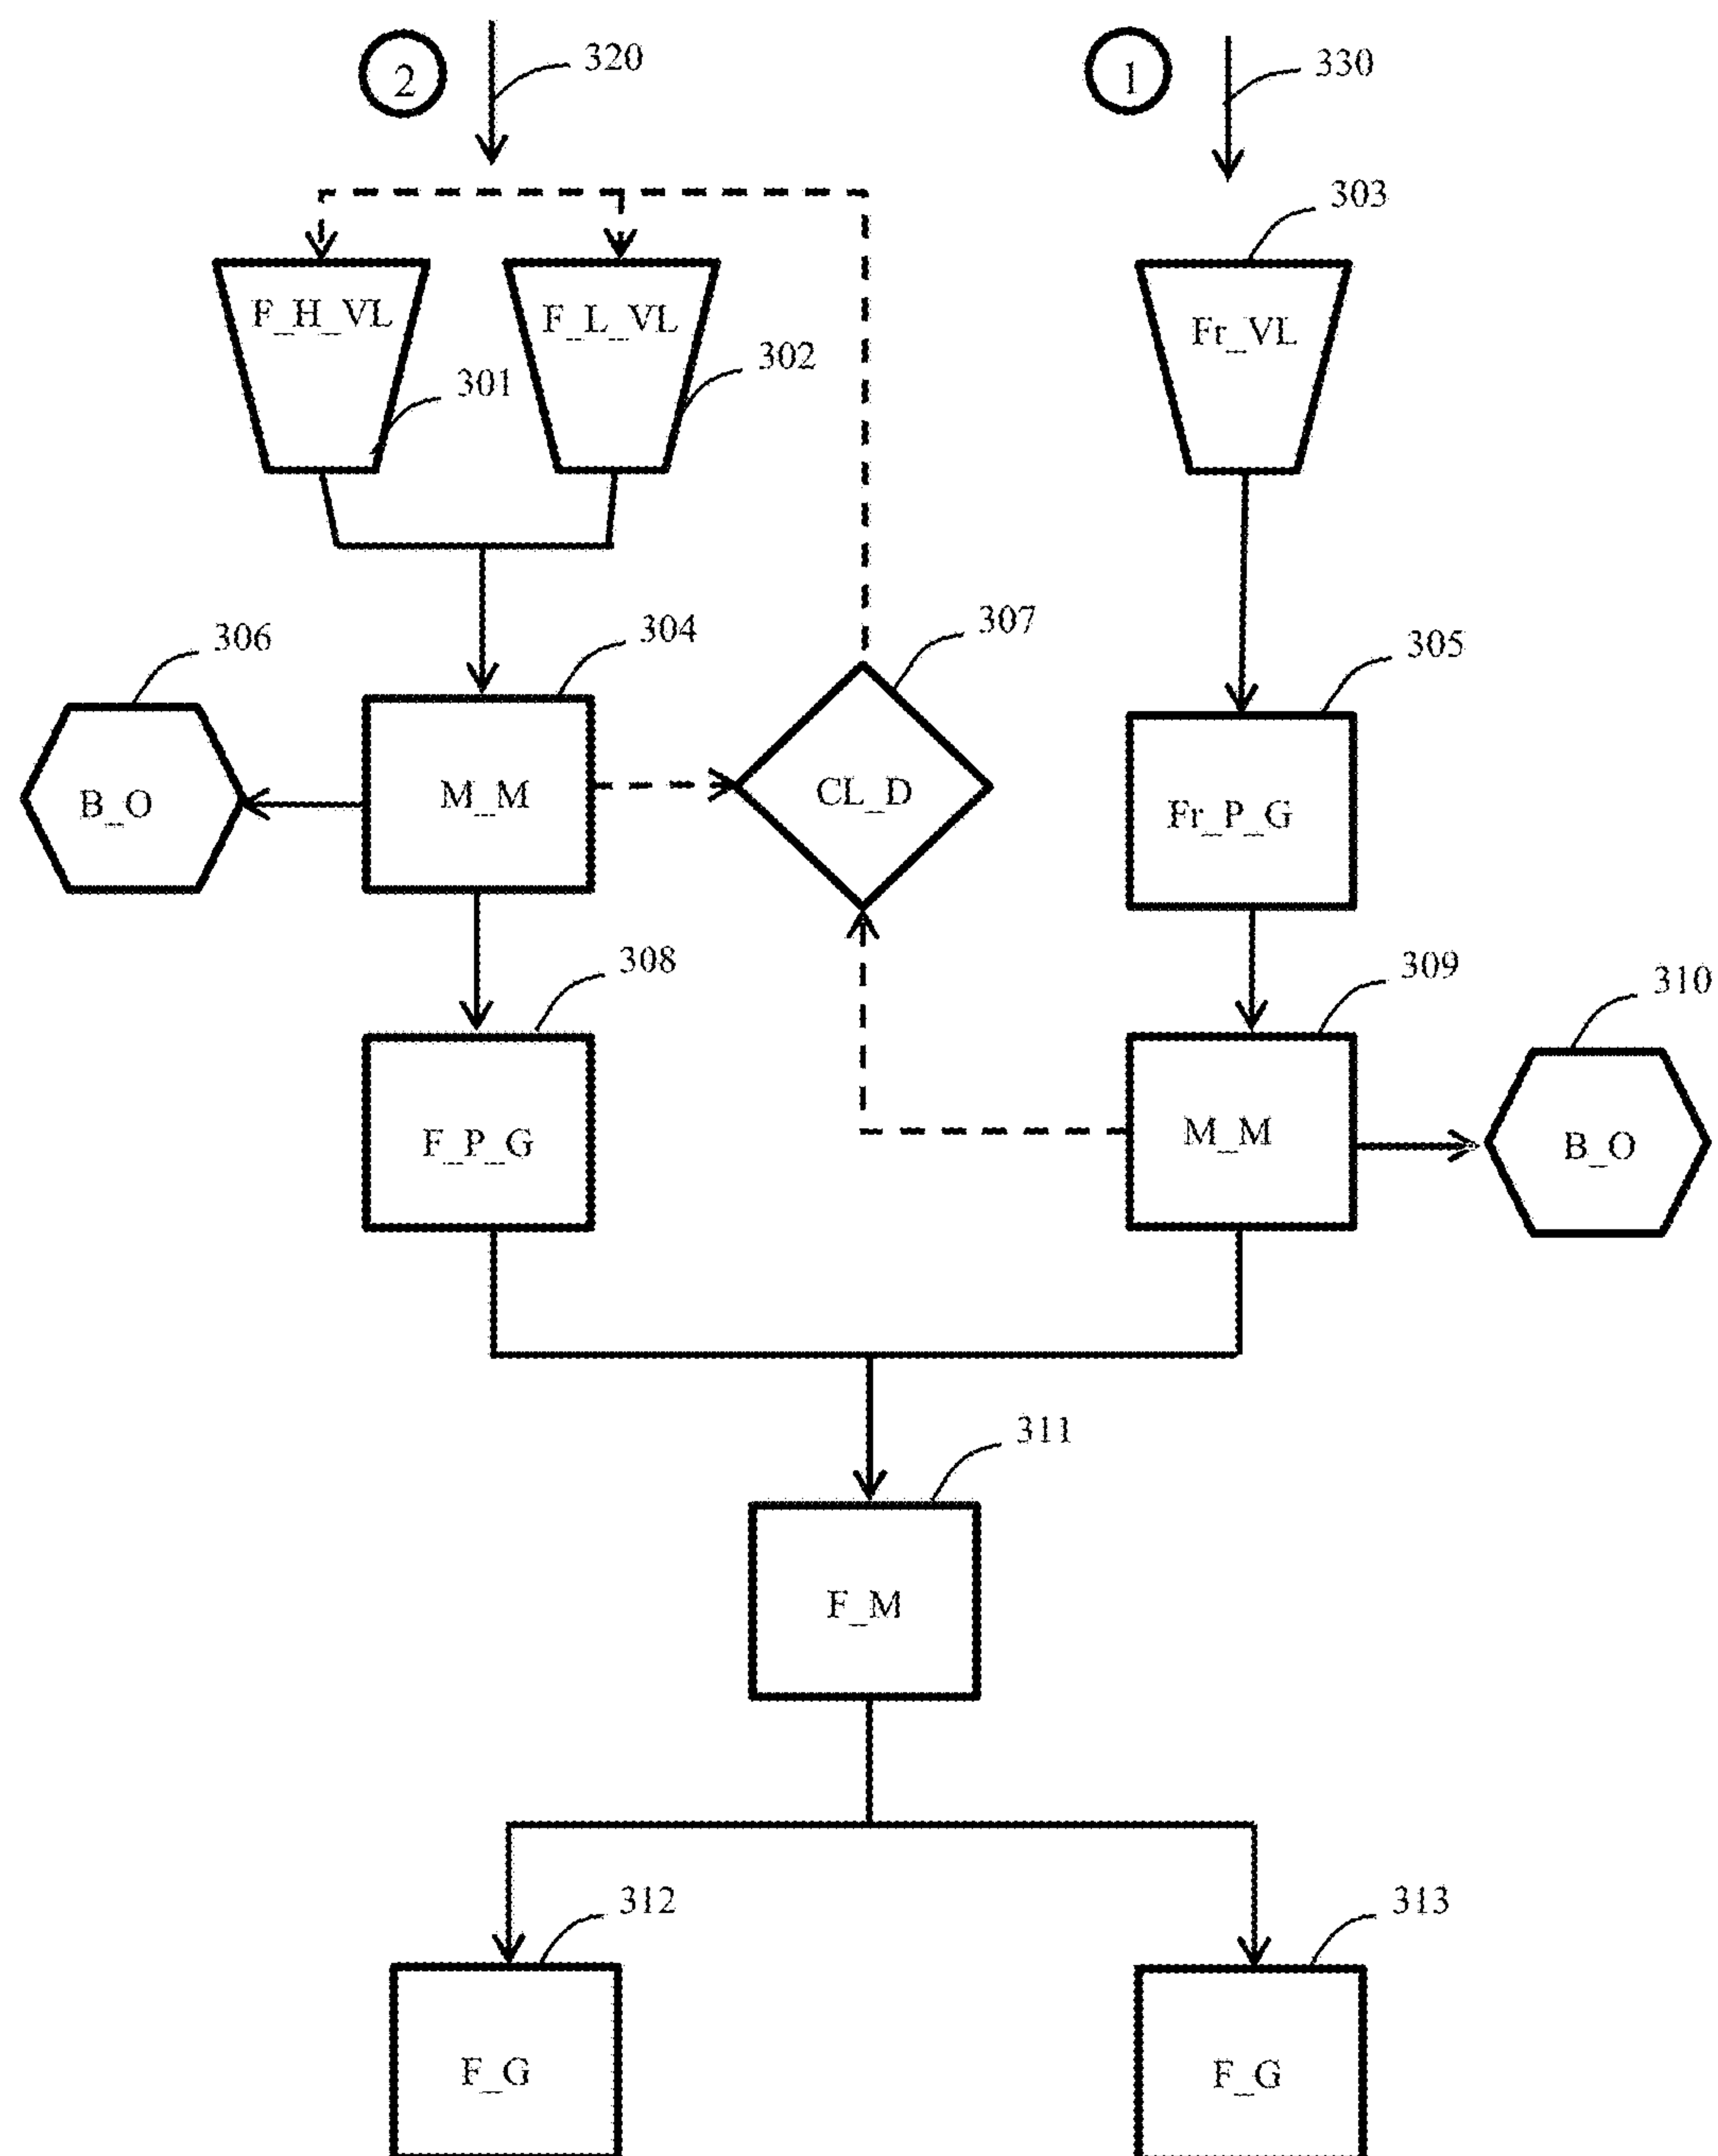 2
320
1
330
303
F_H_VL
F_L_VL
Fr_VL
301
302
306
304
307
305
B_O
M_M
CL_D
Fr_P_G
308
309
310
F_P_G
M_M
B_O
311
F_M
312
313
F_G
F_G